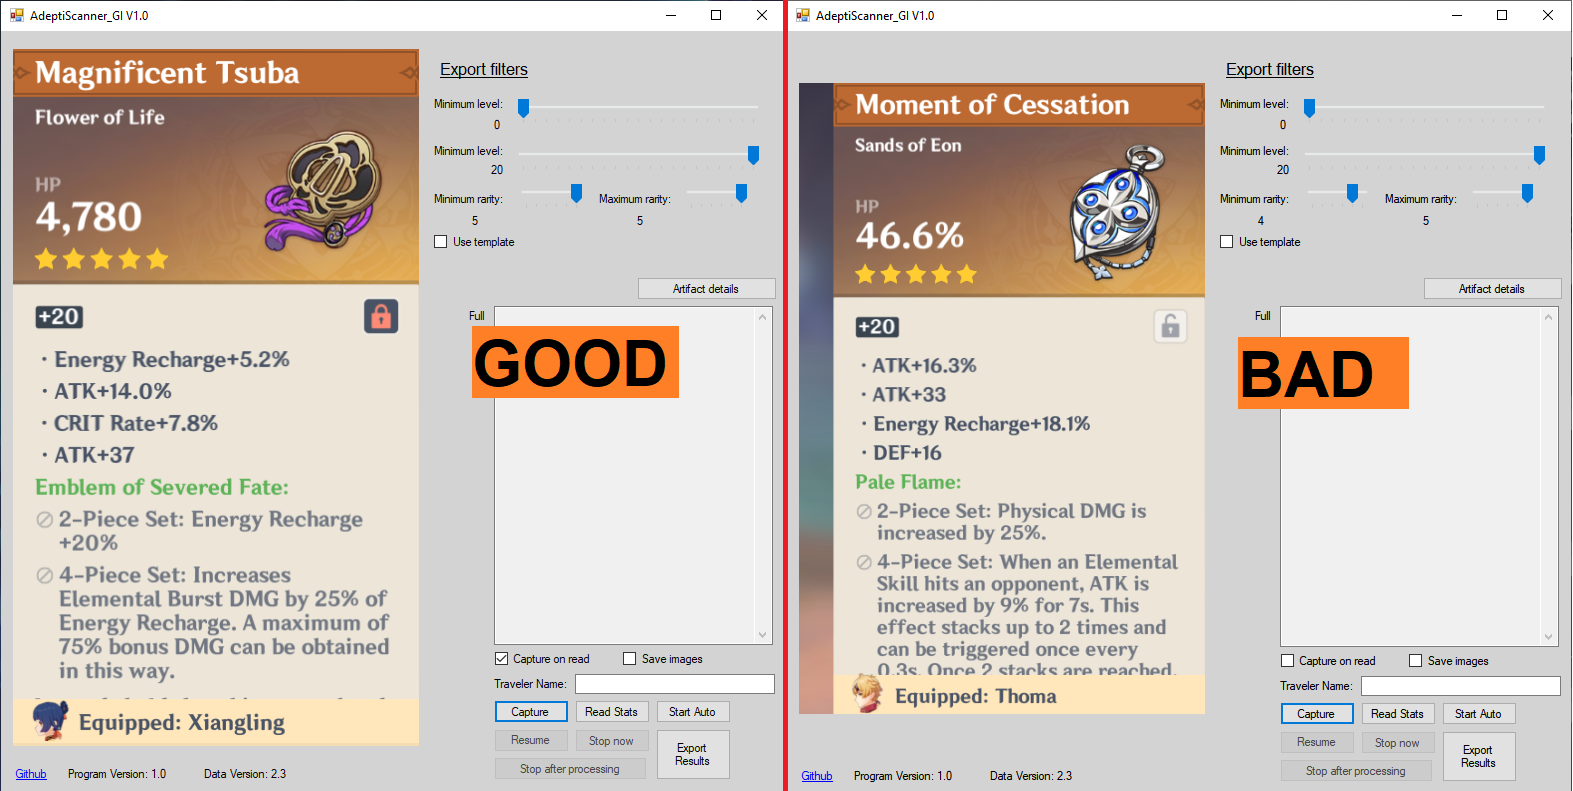 AdeptiScanner_GI V1.0
Magnificent Tsuba
Flower of Life
HP
4,780
+20
· Energy Recharge+5.2%
· ATK+14.0%
· CRIT Rate+7.8%
· ATK+37
Emblem of Severed Fate:
2-Piece Set: Energy Recharge
+20%
4-Piece Set: Increases
Elemental Burst DMG by 25% of
Energy Recharge. A maximum of
75% bonus DMG can be obtained
in this way.
Equipped: Xiangling
Github Program Version: 1.0 Data Version: 2.3
Export filters
Minimum level:
0
Minimum level:
20
Minimum rarity: Maximum rarity:
5 5
Use template
Artifact details
Full
GOOD
Capture on read Save images
Traveler Name:
Capture Read Stats Start Auto
Resume Stop now
Export
Results
Stop after processing
AdeptiScanner_GI V1.0
Moment of Cessation
Sands of Eon
HP
46.6%
+20
· ATK+16.3%
· ATK+33
· Energy Recharge+18.1%
· DEF+16
Pale Flame:
2-Piece Set: Physical DMG is
increased by 25%.
4-Piece Set: When an Elemental
Skill hits an opponent, ATK is
increased by 9% for 7s. This
effect stacks up to 2 times and
can be triggered once every
0.3s. Once 2 stacks are reached,
Equipped: Thoma
Github Program Version: 1.0 Data Version: 2.3
Export filters
Minimum level:
0
Minimum level:
20
Minimum rarity: Maximum rarity:
4 5
Use template
Artifact details
Full
BAD
Capture on read Save images
Traveler Name:
Capture Read Stats Start Auto
Resume Stop now
Export
Results
Stop after processing